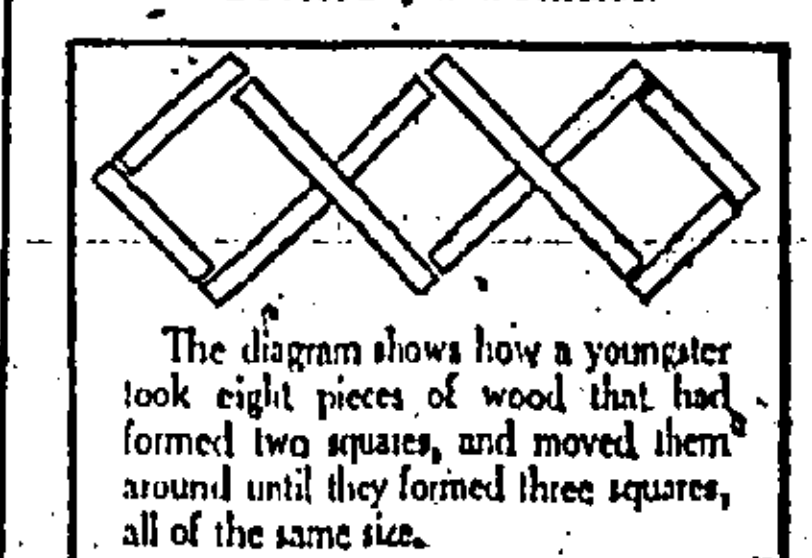 The diagram shows how a youngster
took eight pieces of wood that had
formed two squares, and moved them
around until they formed three squares,
all of the same size.